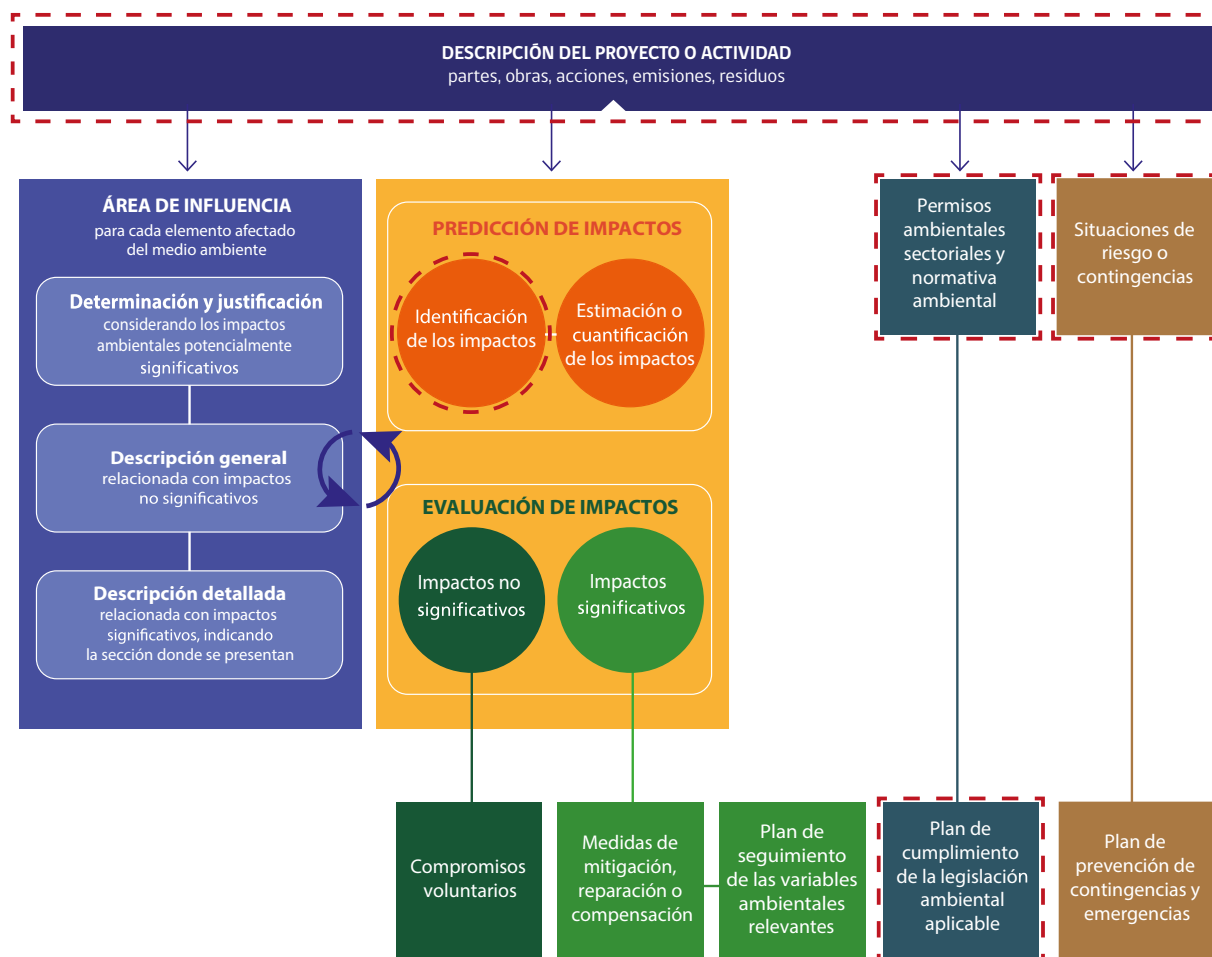 DESCRIPCIÓN DEL PROYECTO O ACTIVIDAD
partes, obras, acciones, emisiones, residuos
ÁREA DE INFLUENCIA
para cada elemento afectado
del medio ambiente
Determinación y justificación
considerando los impactos
ambientales potencialmente
significativos
Descripción general
relacionada con impactos
no significativos
Descripción detallada
relacionada con impactos
significativos, indicando
la sección donde se presentan
PREDICCIÓN DE IMPACTOS
Identificación
de los impactos
Estimación o
cuantificación
de los impactos
EVALUACIÓN DE IMPACTOS
Impactos no
significativos
Impactos
significativos
Permisos
ambientales
sectoriales y
normativa
ambiental
Situaciones de
riesgo o
contingencias
Compromisos
voluntarios
Medidas de
mitigación,
reparación o
compensación
Plan de
seguimiento
de las variables
ambientales
relevantes
Plan de
cumplimiento
de la legislación
ambiental
aplicable
Plan de
prevención de
contingencias y
emergencias